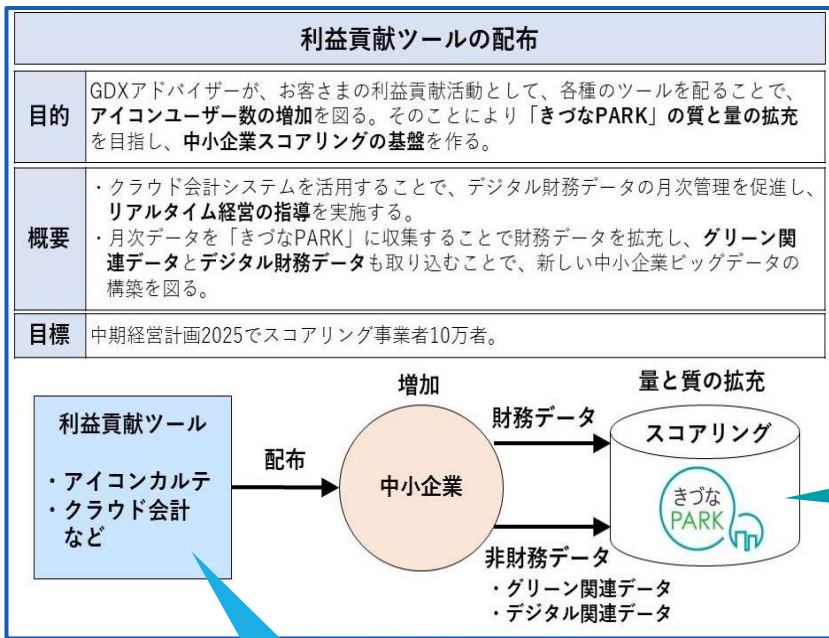 利益貢献ツールの配布
目的
GDXアドバイザーが、お客さまの利益貢献活動として、各種のツールを配ることで、
アイコンユーザー数の増加を図る。そのことにより「きづなPARK」の質と量の拡充
を目指し、中小企業スコアリングの基盤を作る。
概要
・クラウド会計システムを活用することで、デジタル財務データの月次管理を促進し、
リアルタイム経営の指導を実施する。
・月次データを「きづなPARK」に収集することで財務データを拡充し、グリーン関
連データとデジタル財務データも取り込むことで、新しい中小企業ビッグデータの
構築を図る。
目標
中期経営計画2025でスコアリング事業者10万者。
利益貢献ツール
・アイコンカルテ
・クラウド会計
など
配布
増加
中小企業
財務データ
非財務データ
・グリーン関連データ
・デジタル関連データ
量と質の拡充
スコアリング
きづな
PARK